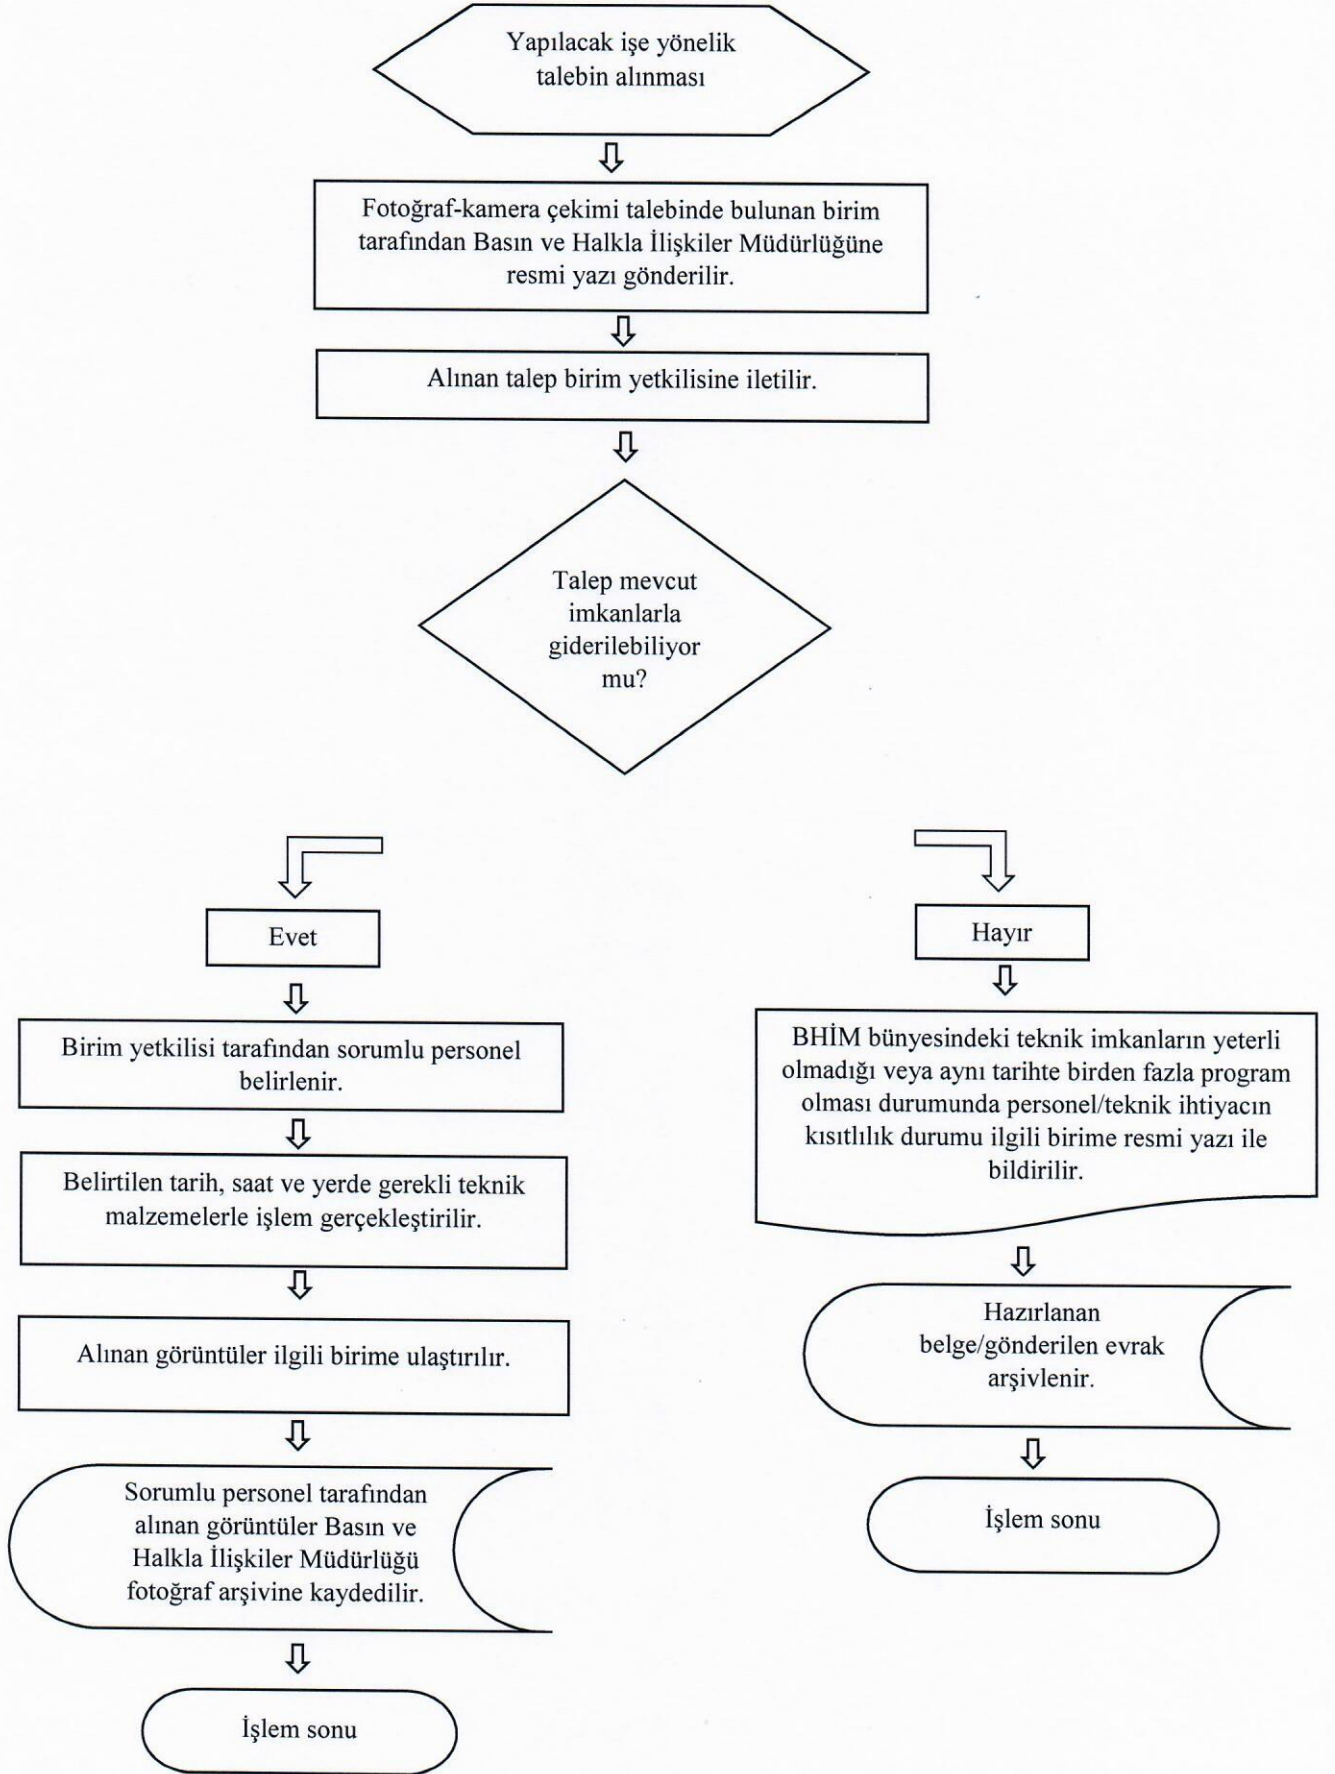 Yapılacak işe yönelik
talebin alınması
Fotoğraf-kamera çekimi talebinde bulunan birim
tarafından Basın ve Halkla İlişkiler Müdürlüğüne
resmi yazı gönderilir.
Alınan talep birim yetkilisine iletilir.
Talep mevcut
imkanlarla
giderilebiliyor
mu?
Evet
Birim yetkilisi tarafından sorumlu personel
belirlenir.
Belirtilen tarih, saat ve yerde gerekli teknik
malzemelerle işlem gerçekleştirilir.
Alınan görüntüler ilgili birime ulaştırılır.
Sorumlu personel tarafından
alınan görüntüler Basın ve
Halkla İlişkiler Müdürlüğü
fotoğraf arşivine kaydedilir.
İşlem sonu
Hayır
BHİM bünyesindeki teknik imkanların yeterli
olmadığı veya aynı tarihte birden fazla program
olması durumunda personel/teknik ihtiyacın
kısıtlılık durumu ilgili birime resmi yazı ile
bildirilir.
Hazırlanan
belge/gönderilen evrak
arşivlenir.
İşlem sonu